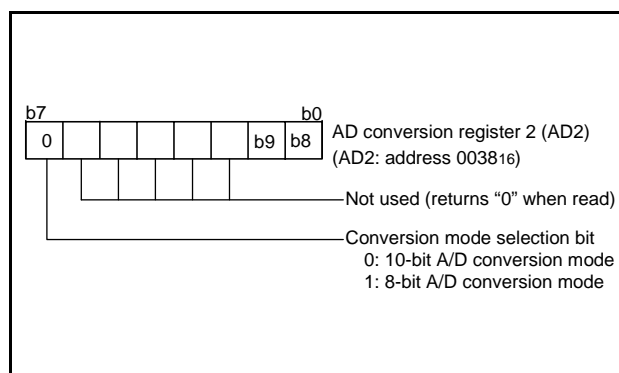 b7 b0
0 b9 b8
AD conversion register 2 (AD2)
(AD2: address 003816)
Not used (returns “0” when read)
Conversion mode selection bit
0: 10-bit A/D conversion mode
1: 8-bit A/D conversion mode